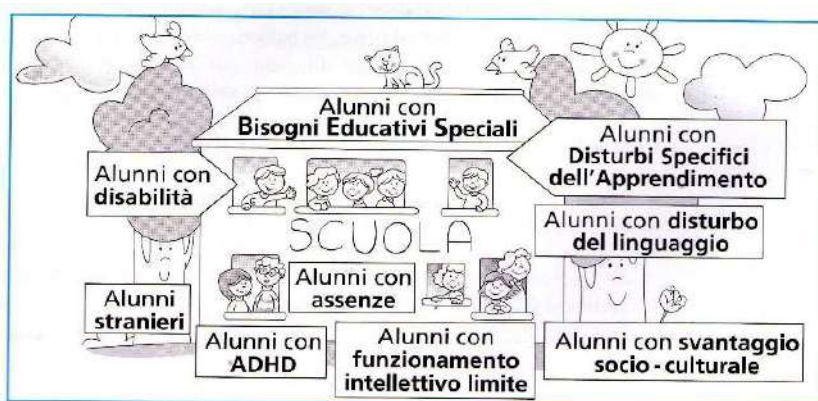 Alunni con
Bisogni Educativi Speciali
Alunni con
Disturbi Specifici
dell'Apprendimento
Alunni con
disabilità
Alunni con disturbo
del linguaggio
SCUOLA
Alunni con
assenze
Alunni
stranieri
Alunni con
ADHD
Alunni con
funzionamento
intellettivo limite
Alunni con svantaggio
socio-culturale